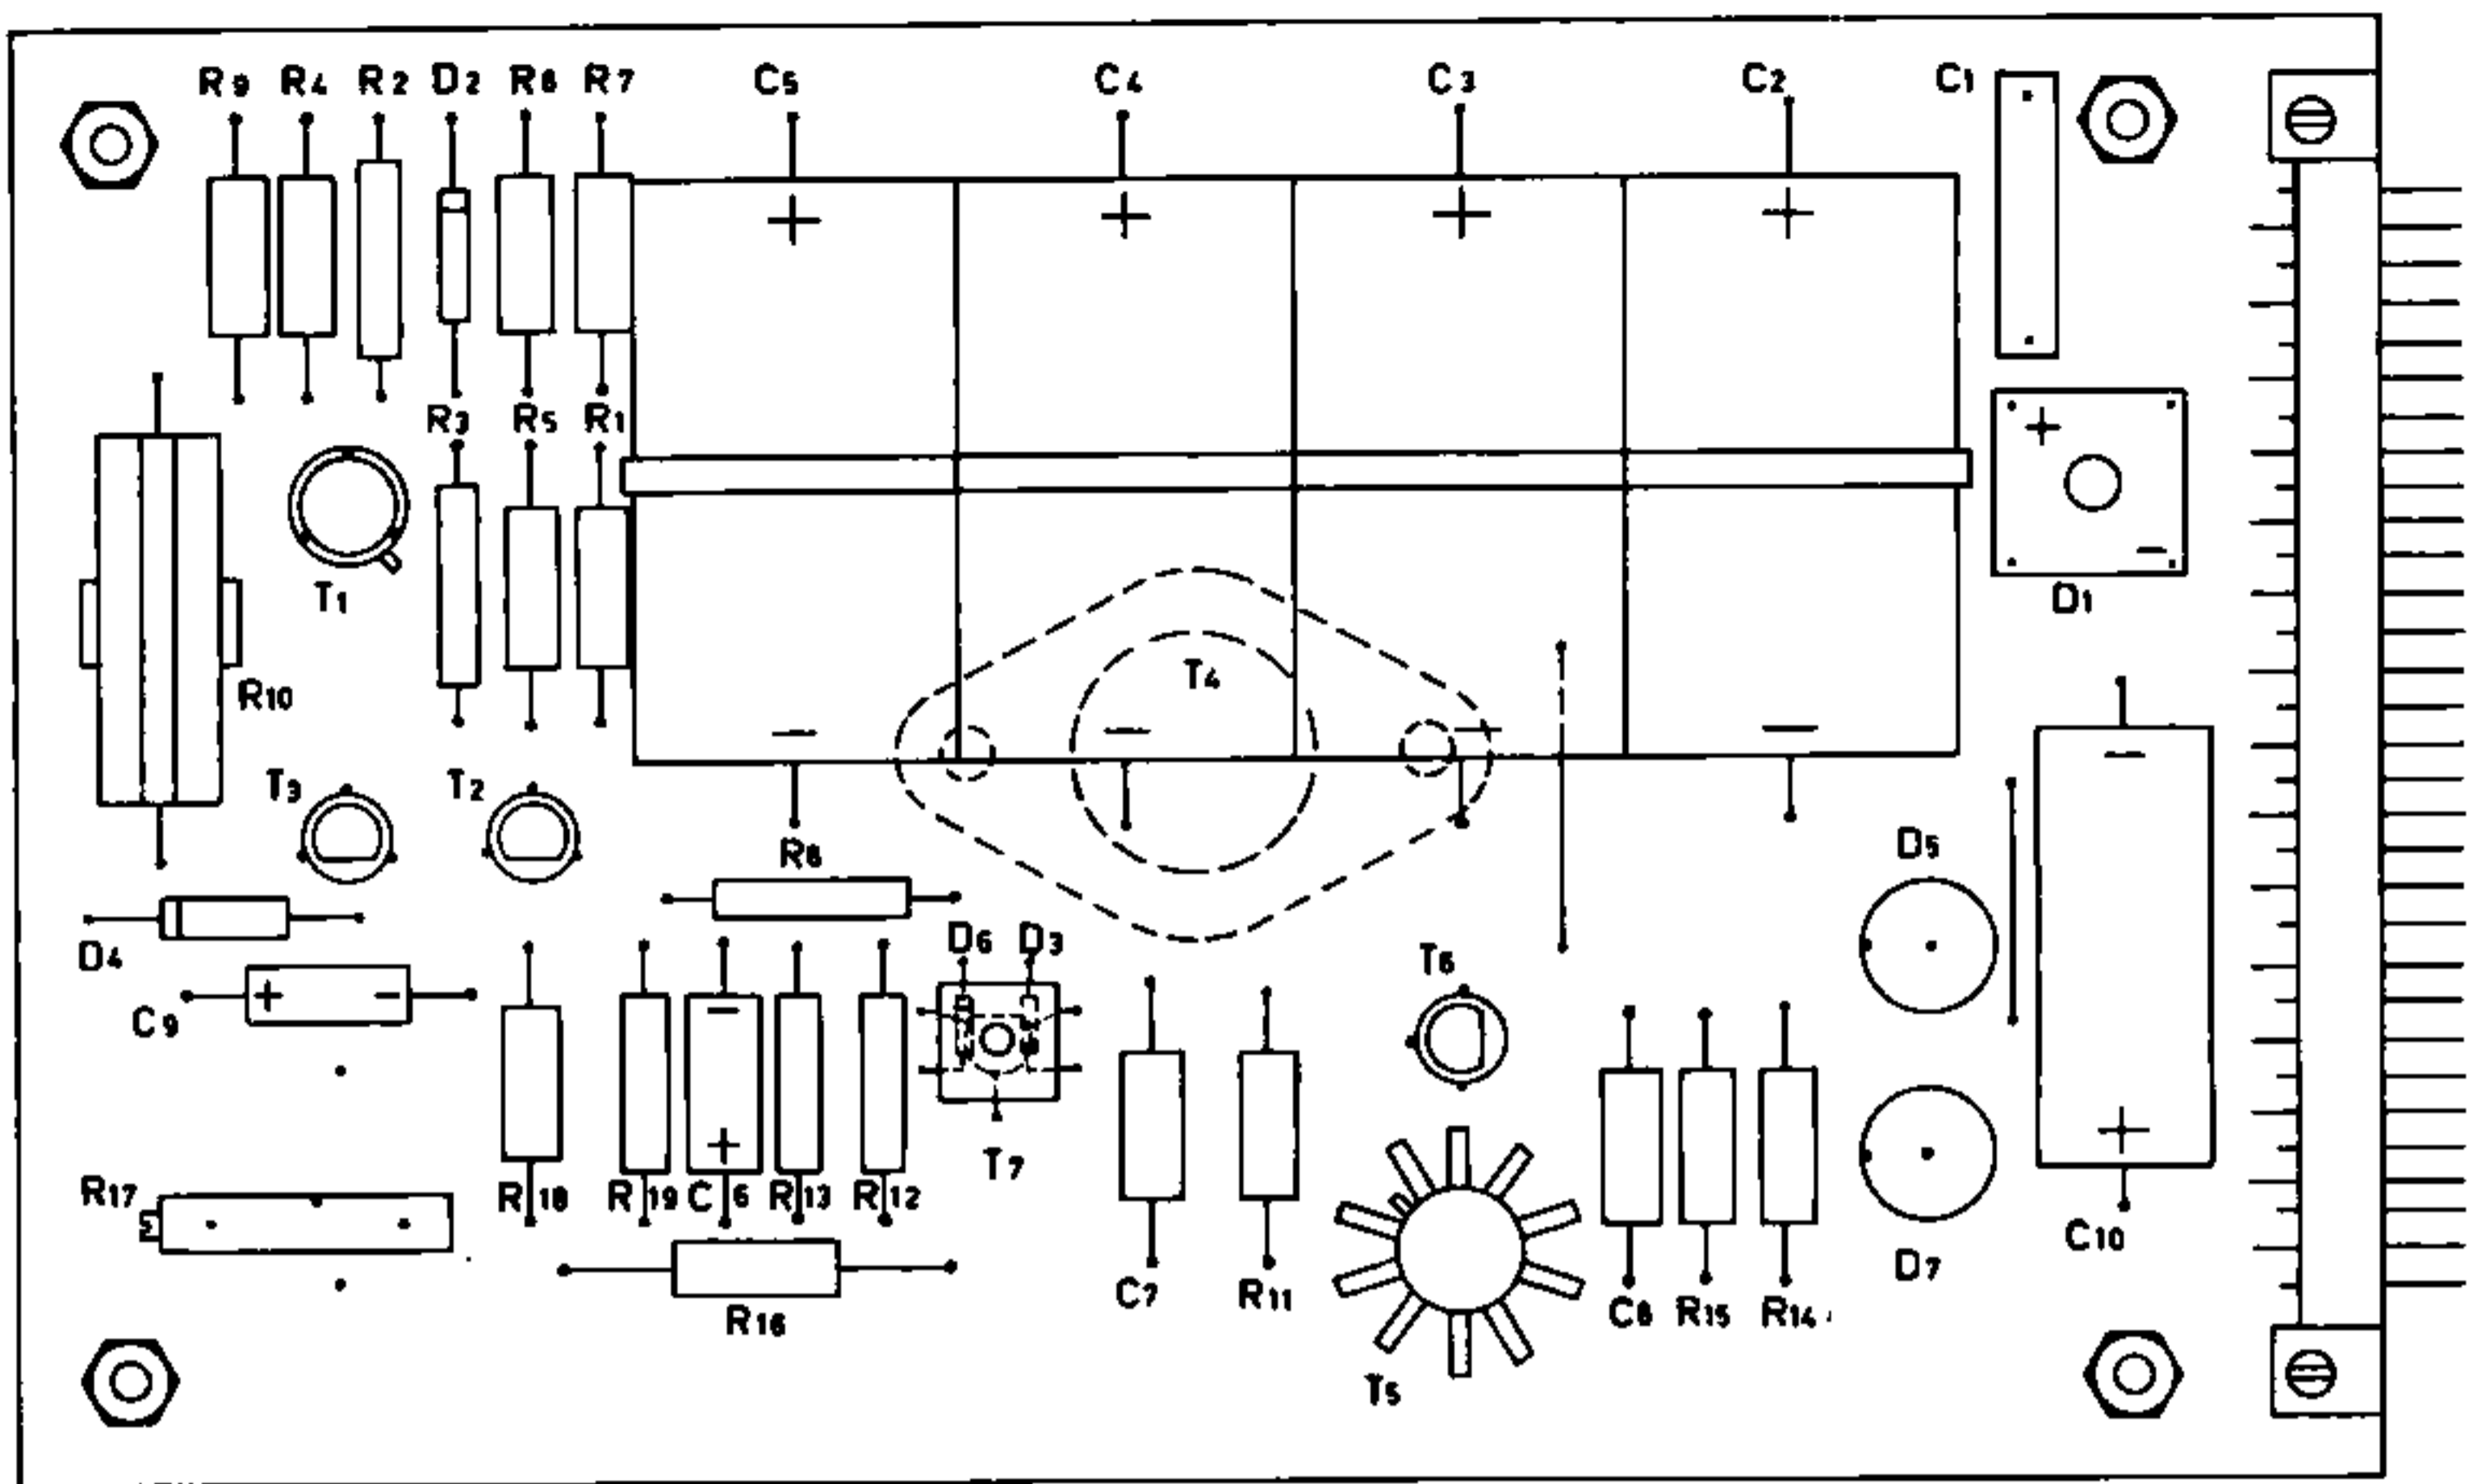 R9 R4 R2 D2 R6 R7 C5 C4 C3 C2 C1
+ + + +
R3 R5 R1
+
−
T1 D1
T4
R10
− − − −
−
T3 T2
R8
D5
D4
D6 D3
T6
+ −
C9
−
+
+
T7
R17 R18 R19 C6 R13 R12
C10
D7
C7 R11
R16
C8 R15 R14
T5